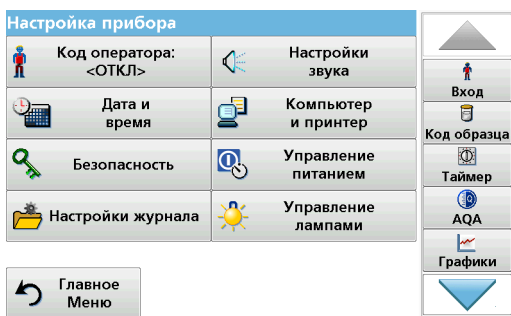 Настройка прибора
Код оператора:
<ОТКЛ>
Настройки
звука
Дата и
время
Компьютер
и принтер
Безопасность
Управление
питанием
Настройки журнала
Управление
лампами
Главное
Меню
Вход
Код образца
Таймер
AQA
Графики